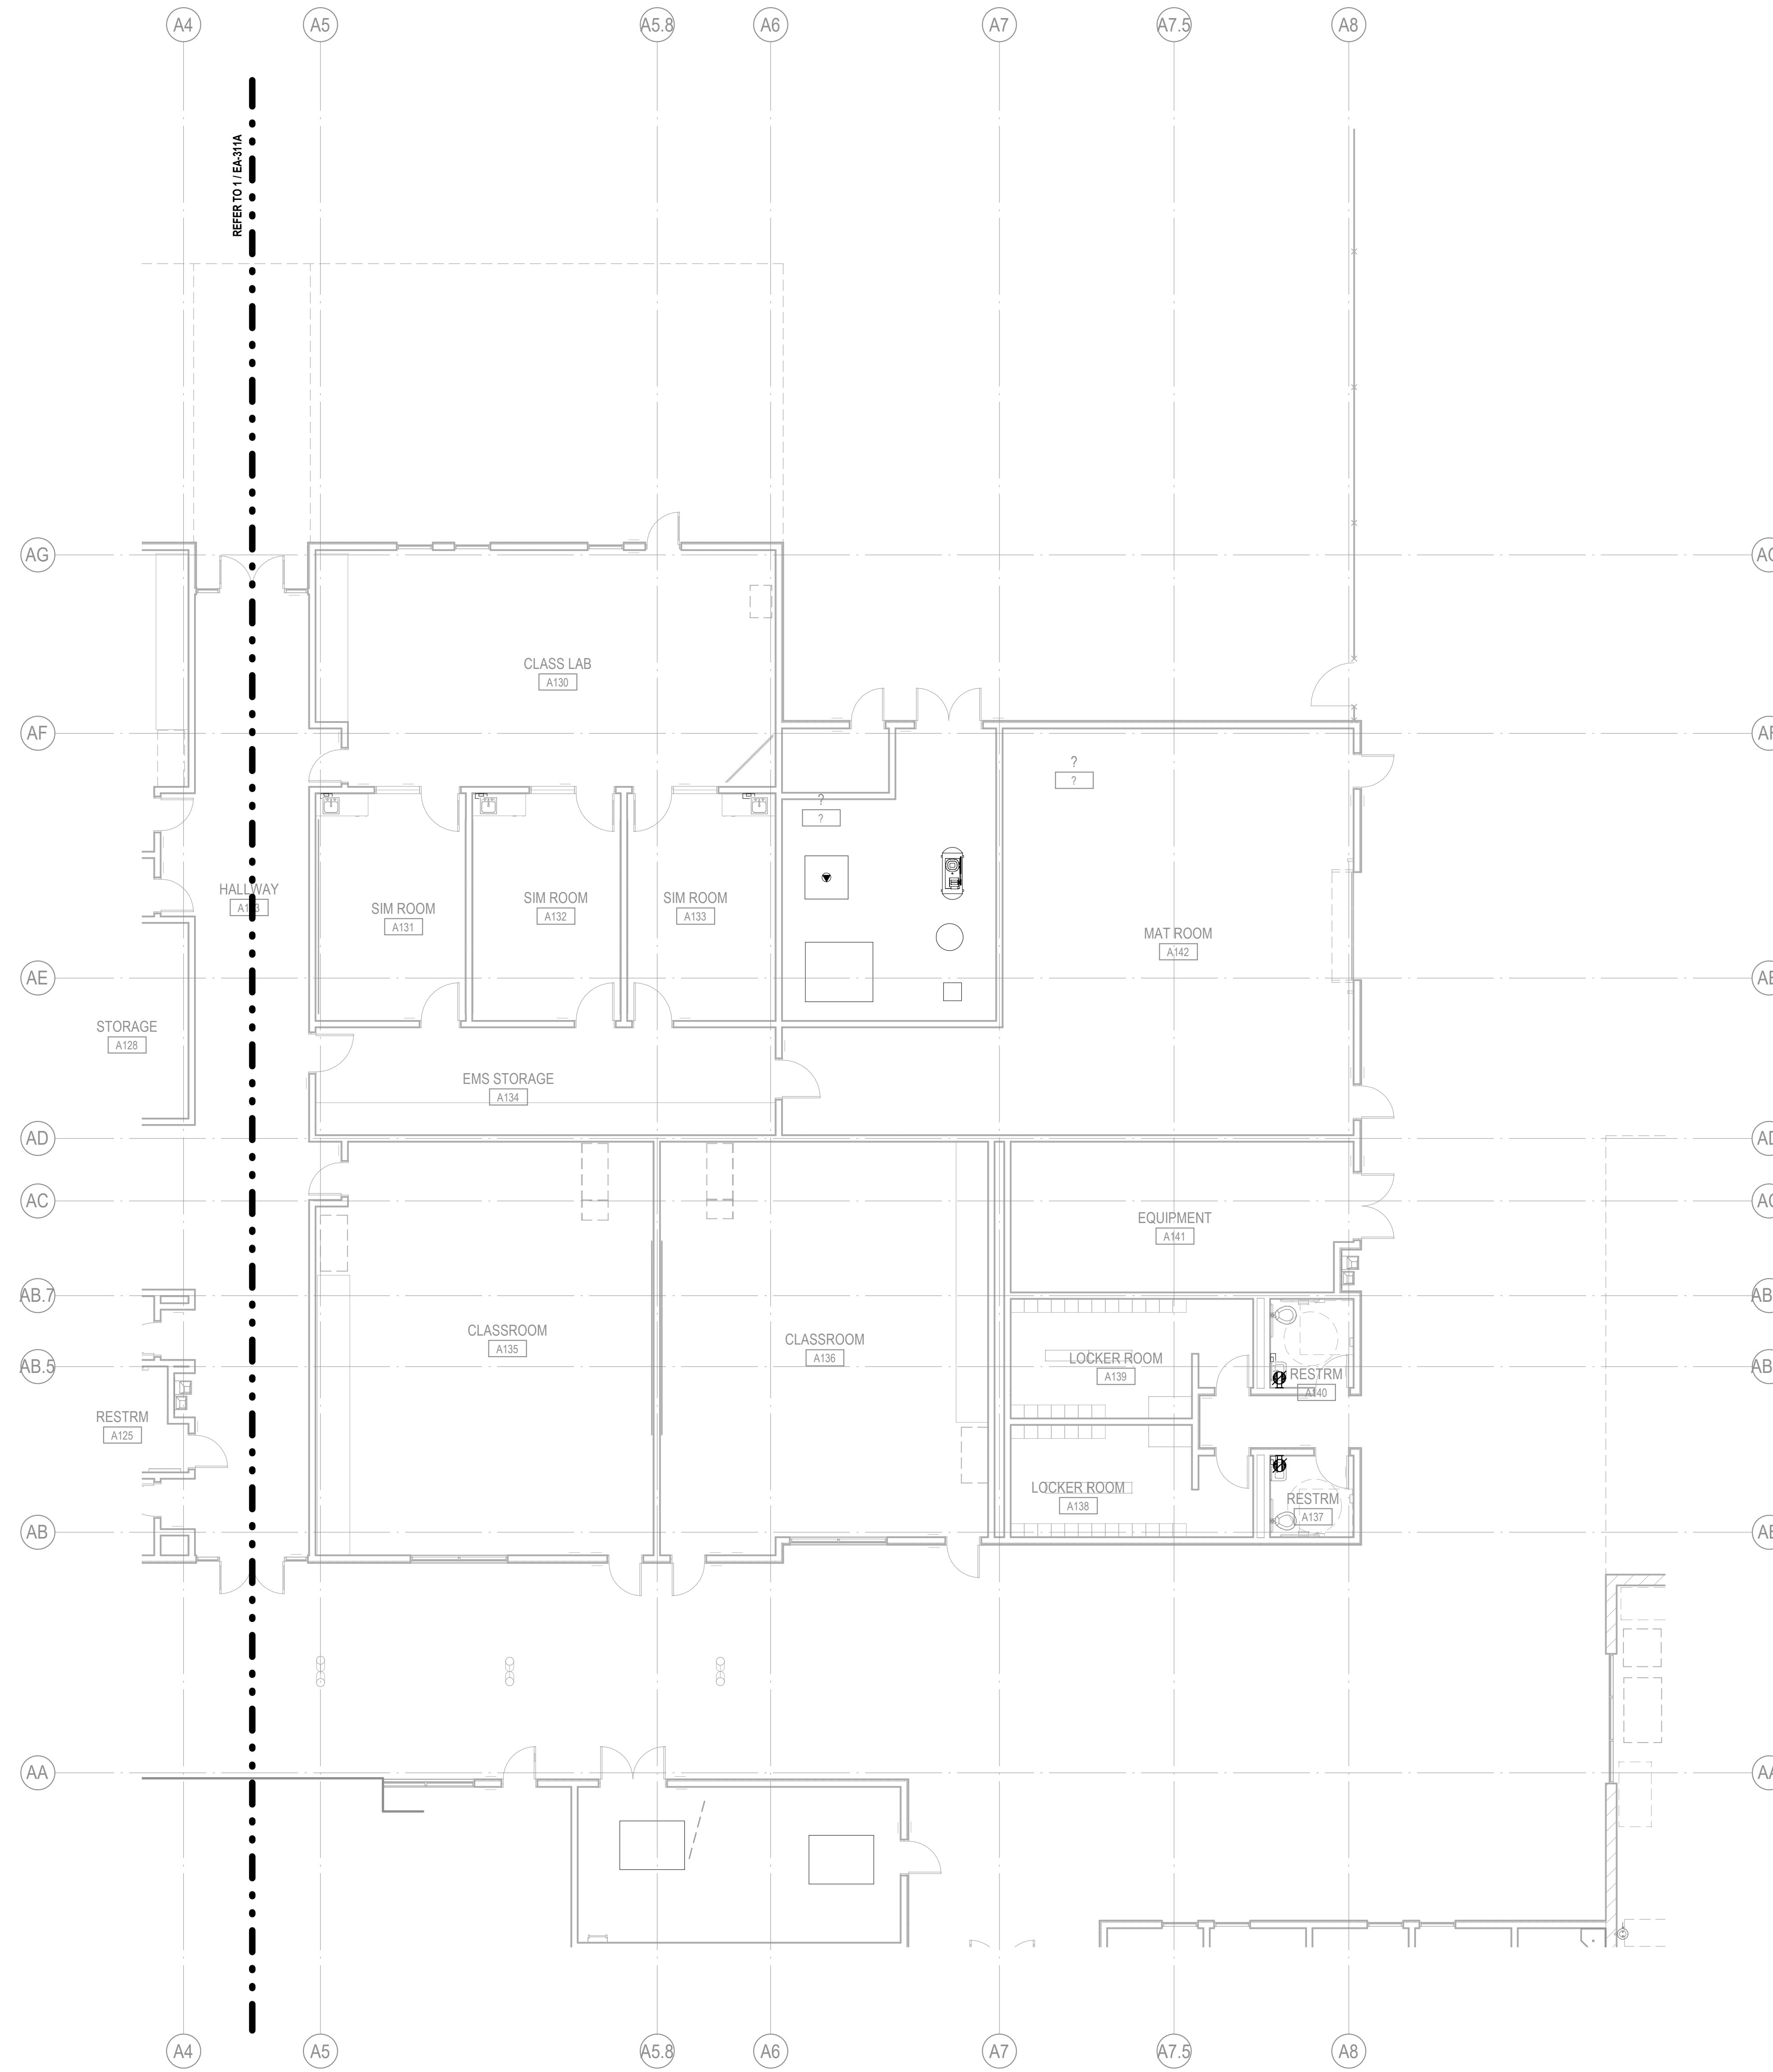 A4
A5
A5.8
A6
A7
A7.5
A8
REFER TO 1 / EA-311A
AG
CLASS LAB
A130
AF
AF
?
?
?
?
HALLWAY
SIM ROOM
A131
SIM ROOM
A132
SIM ROOM
A133
MAT ROOM
A142
AE
STORAGE
A128
EMS STORAGE
A134
AD
AC
EQUIPMENT
A141
AB.7
CLASSROOM
A135
CLASSROOM
A136
AB.5
LOCKER ROOM
A139
RESTRM
A140
RESTRM
A125
LOCKER ROOM
A138
RESTRM
A137
AB
AA
AA
A4
A5
A5.8
A6
A7
A7.5
A8